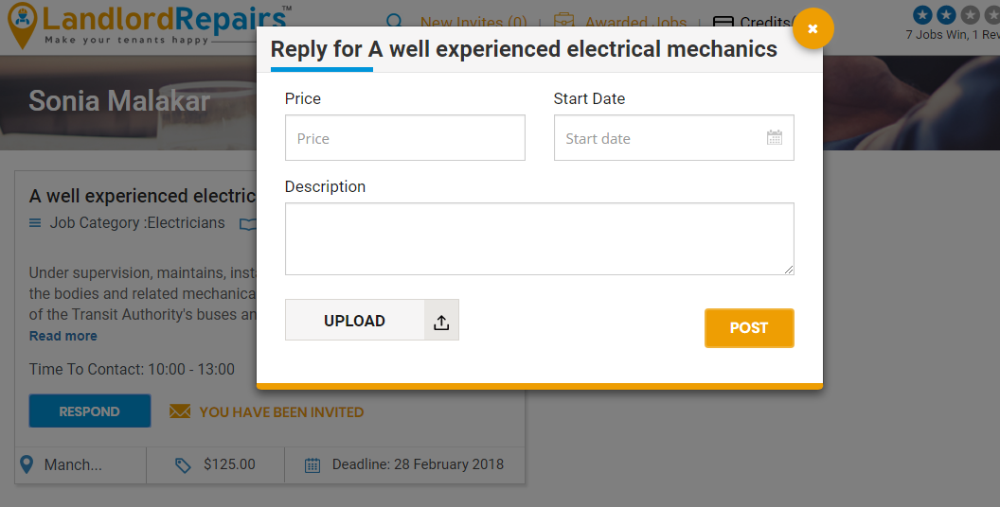 LandlordRepairs™
Make your tenants happy
New Invites (0)
Awarded Jobs
Credits
7 Jobs Win, 1 Rev
Reply for A well experienced electrical mechanics
Sonia Malakar
Price
Start Date
Price
Start date
Description
UPLOAD
POST
A well experienced electric
Job Category :Electricians
Under supervision, maintains, inst
the bodies and related mechanica
of the Transit Authority's buses an
Read more
Time To Contact: 10:00 - 13:00
RESPOND
YOU HAVE BEEN INVITED
Manch...
$125.00
Deadline: 28 February 2018